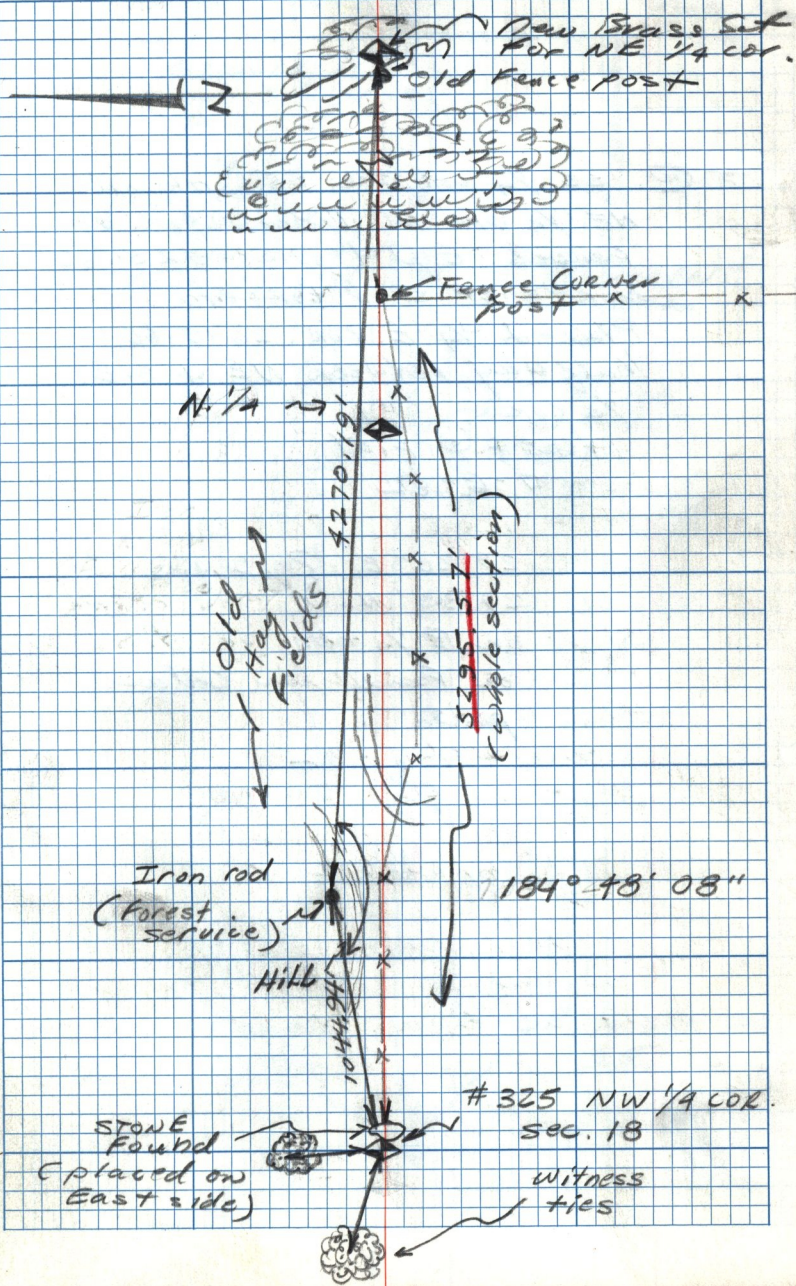 New Brass Set
For NE 1/4 cor.
Old Fence post
N
Fence Corner
post
N. 1/4
4270.19'
Old
Hay
Fields
5295.57'
(whole section)
Iron rod
(Forest
service)
184° 48' 08"
Hill
1044.94'
# 325 NW 1/4 COR.
sec. 18
STONE
Found
(placed on
East side)
witness
ties